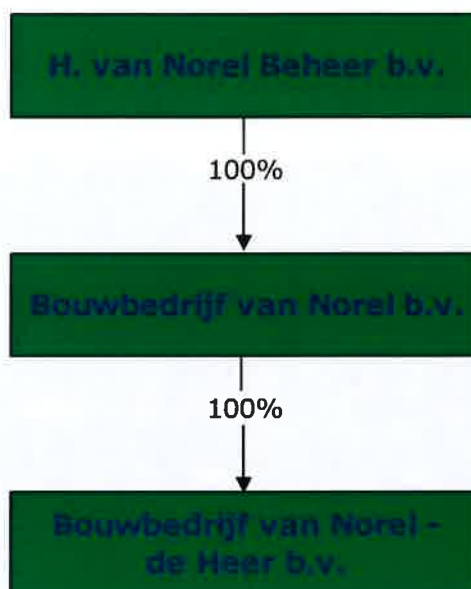 H. van Norel Beheer b.v.
100%
Bouwbedrijf van Norel b.v.
100%
Bouwbedrijf van Norel -
de Heer b.v.